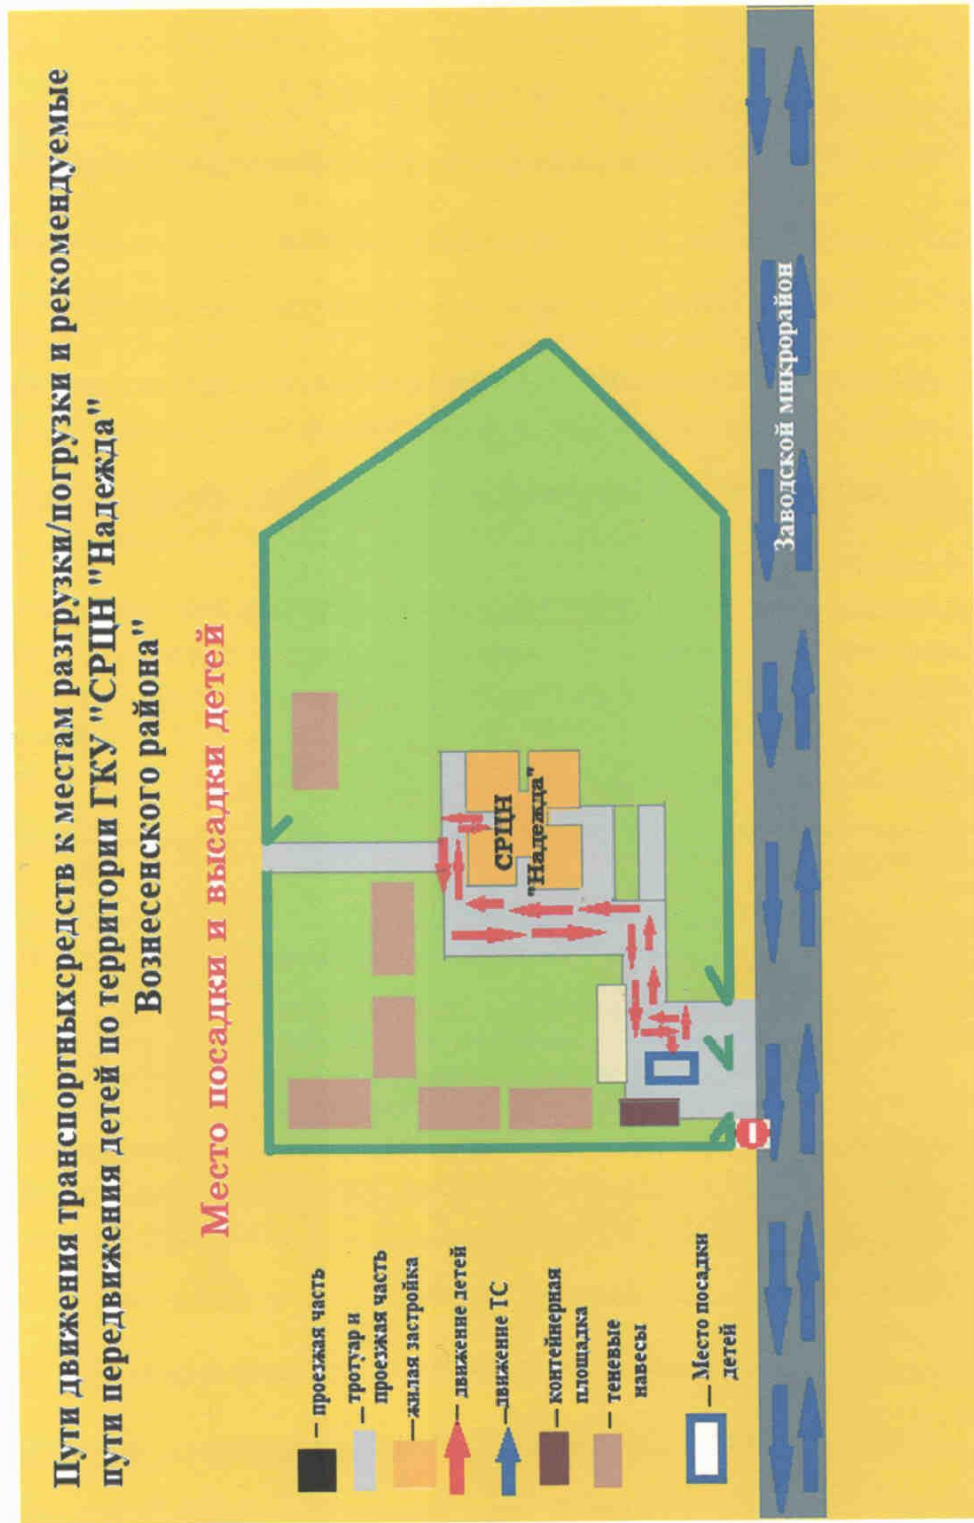 Пути движения транспортныхсредств к местам разгрузки/погрузки и рекомендуемые
пути передвижения детей по территории ГКУ "СРЦН "Надежда"
Вознесенского района"
Место посадки и высадки детей
СРЦН
"Надежда"
– проезжая часть
– тротуар и
проезжая часть
–жилая застройка
– движение детей
–движение ТС
– контейнерная
площадка
– теневые
навесы
— Место посадки
детей
Заводской микрорайон